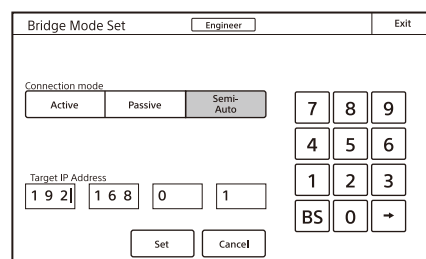 Bridge Mode Set Engineer Exit
Connection mode
Active Passive Semi-
Auto
7 8 9
4 5 6
Target IP Address
1 2 3
192 168 0 1
BS 0 →
Set Cancel